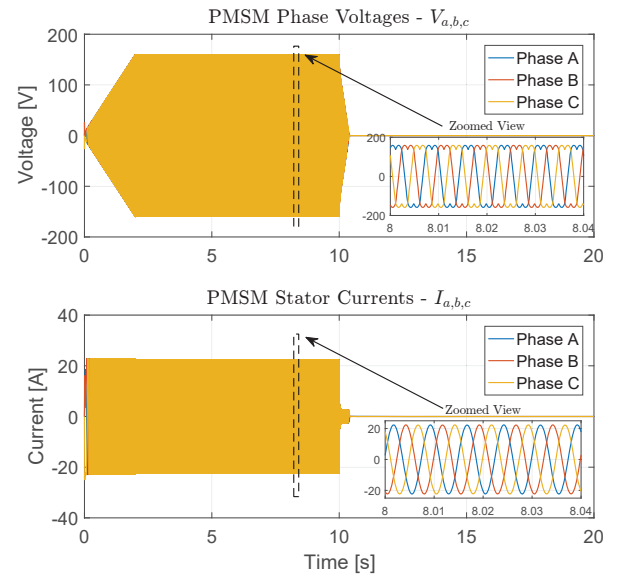 PMSM Phase Voltages - V_{a,b,c}
200
100
0
-100
-200
Voltage [V]
Phase A
Phase B
Phase C
Zoomed View
200
0
-200
8 8.01 8.02 8.03 8.04
0 5 10 15 20
PMSM Stator Currents - I_{a,b,c}
40
20
0
-20
-40
Current [A]
Phase A
Phase B
Phase C
Zoomed View
20
0
-20
8 8.01 8.02 8.03 8.04
0 5 10 15 20
Time [s]